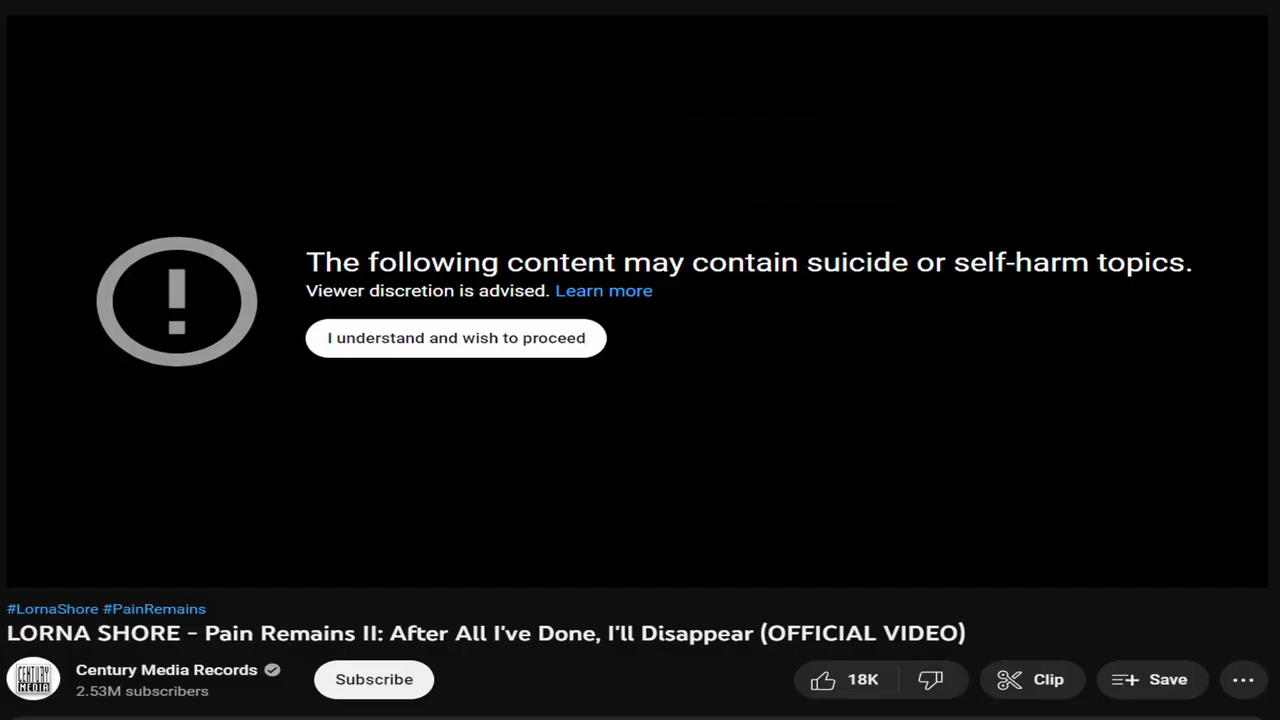 The following content may contain suicide or self-harm topics.
Viewer discretion is advised. Learn more
I understand and wish to proceed
#LornaShore #PainRemains
LORNA SHORE - Pain Remains II: After All I've Done, I'll Disappear (OFFICIAL VIDEO)
CENTURY
MEDIA
Century Media Records
2.53M subscribers
Subscribe
18K
Clip
Save